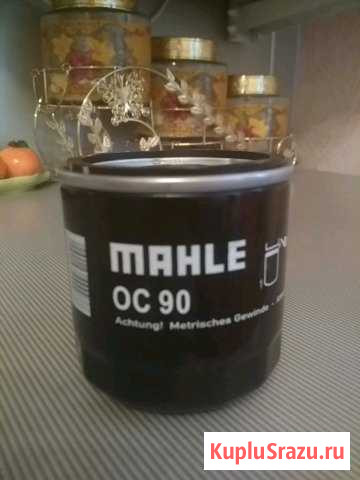 MAHLE
OC 90
Achtung! Metrisches Gewinde -
KupluSrazu.ru